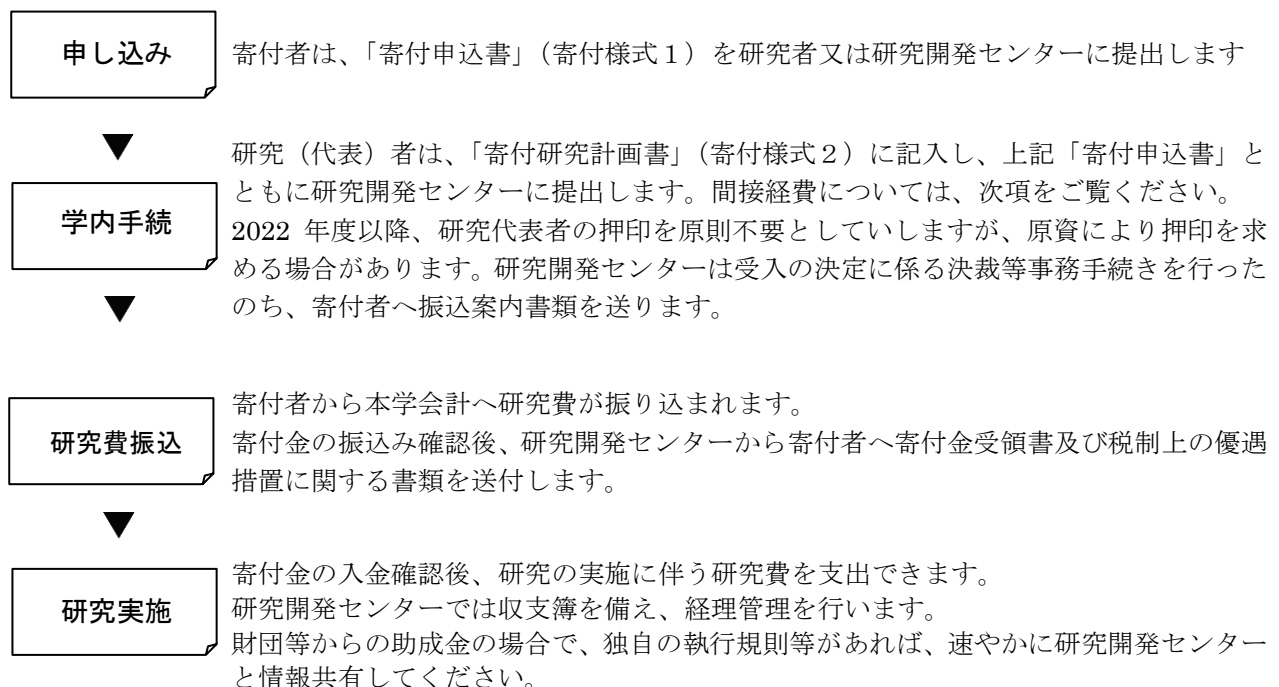 申し込み
寄付者は、「寄付申込書」（寄付様式１）を研究者又は研究開発センターに提出します
▼
学内手続
研究（代表）者は、「寄付研究計画書」（寄付様式２）に記入し、上記「寄付申込書」と
ともに研究開発センターに提出します。間接経費については、次項をご覧ください。
2022 年度以降、研究代表者の押印を原則不要としていしますが、原資により押印を求
める場合があります。研究開発センターは受入の決定に係る決裁等事務手続きを行った
のち、寄付者へ振込案内書類を送ります。
▼
研究費振込
寄付者から本学会計へ研究費が振り込まれます。
寄付金の振込み確認後、研究開発センターから寄付者へ寄付金受領書及び税制上の優遇
措置に関する書類を送付します。
▼
研究実施
寄付金の入金確認後、研究の実施に伴う研究費を支出できます。
研究開発センターでは収支簿を備え、経理管理を行います。
財団等からの助成金の場合で、独自の執行規則等があれば、速やかに研究開発センター
と情報共有してください。